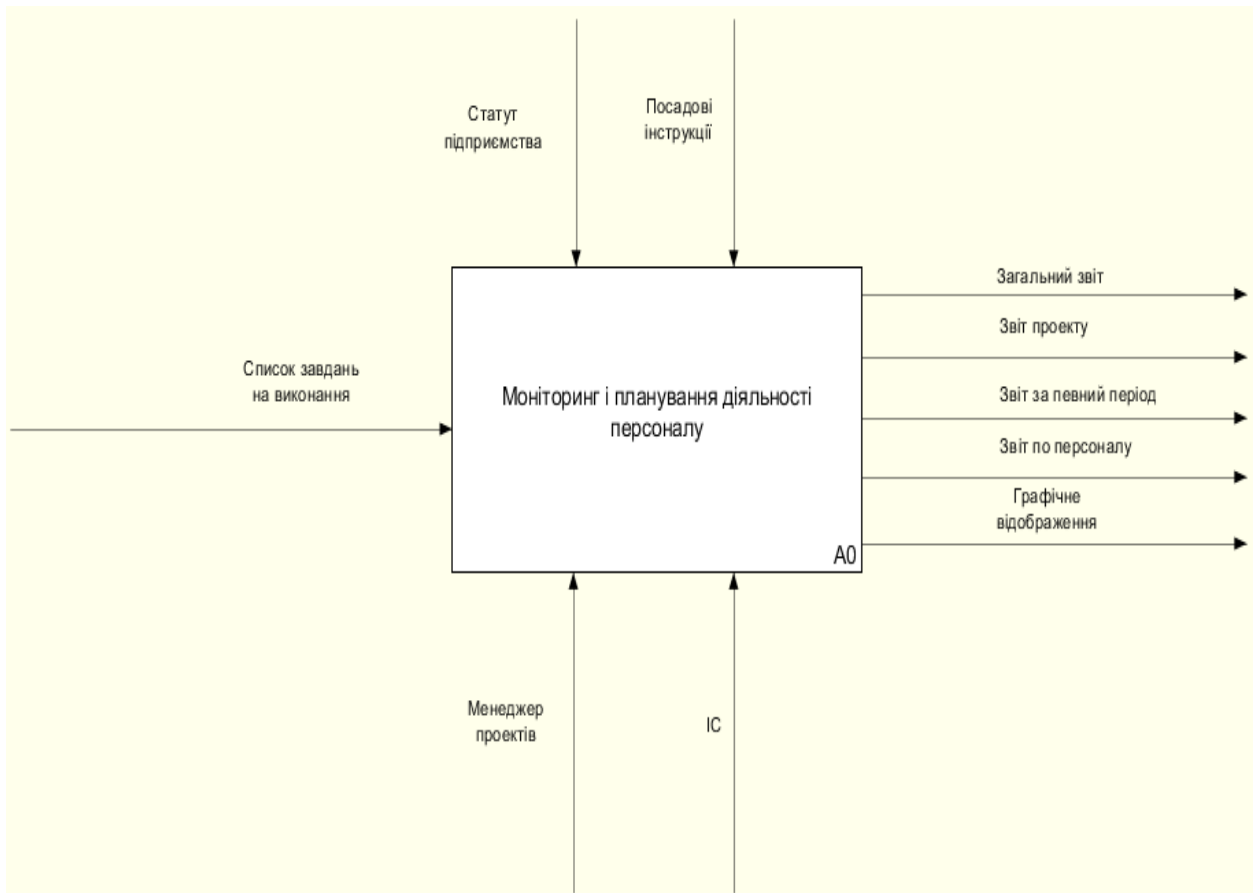 Статут
підприємства
Посадові
інструкції
Список завдань
на виконання
Моніторинг і планування діяльності
персоналу
А0
Загальний звіт
Звіт проекту
Звіт за певний період
Звіт по персоналу
Графічне
відображення
Менеджер
проектів
ІС